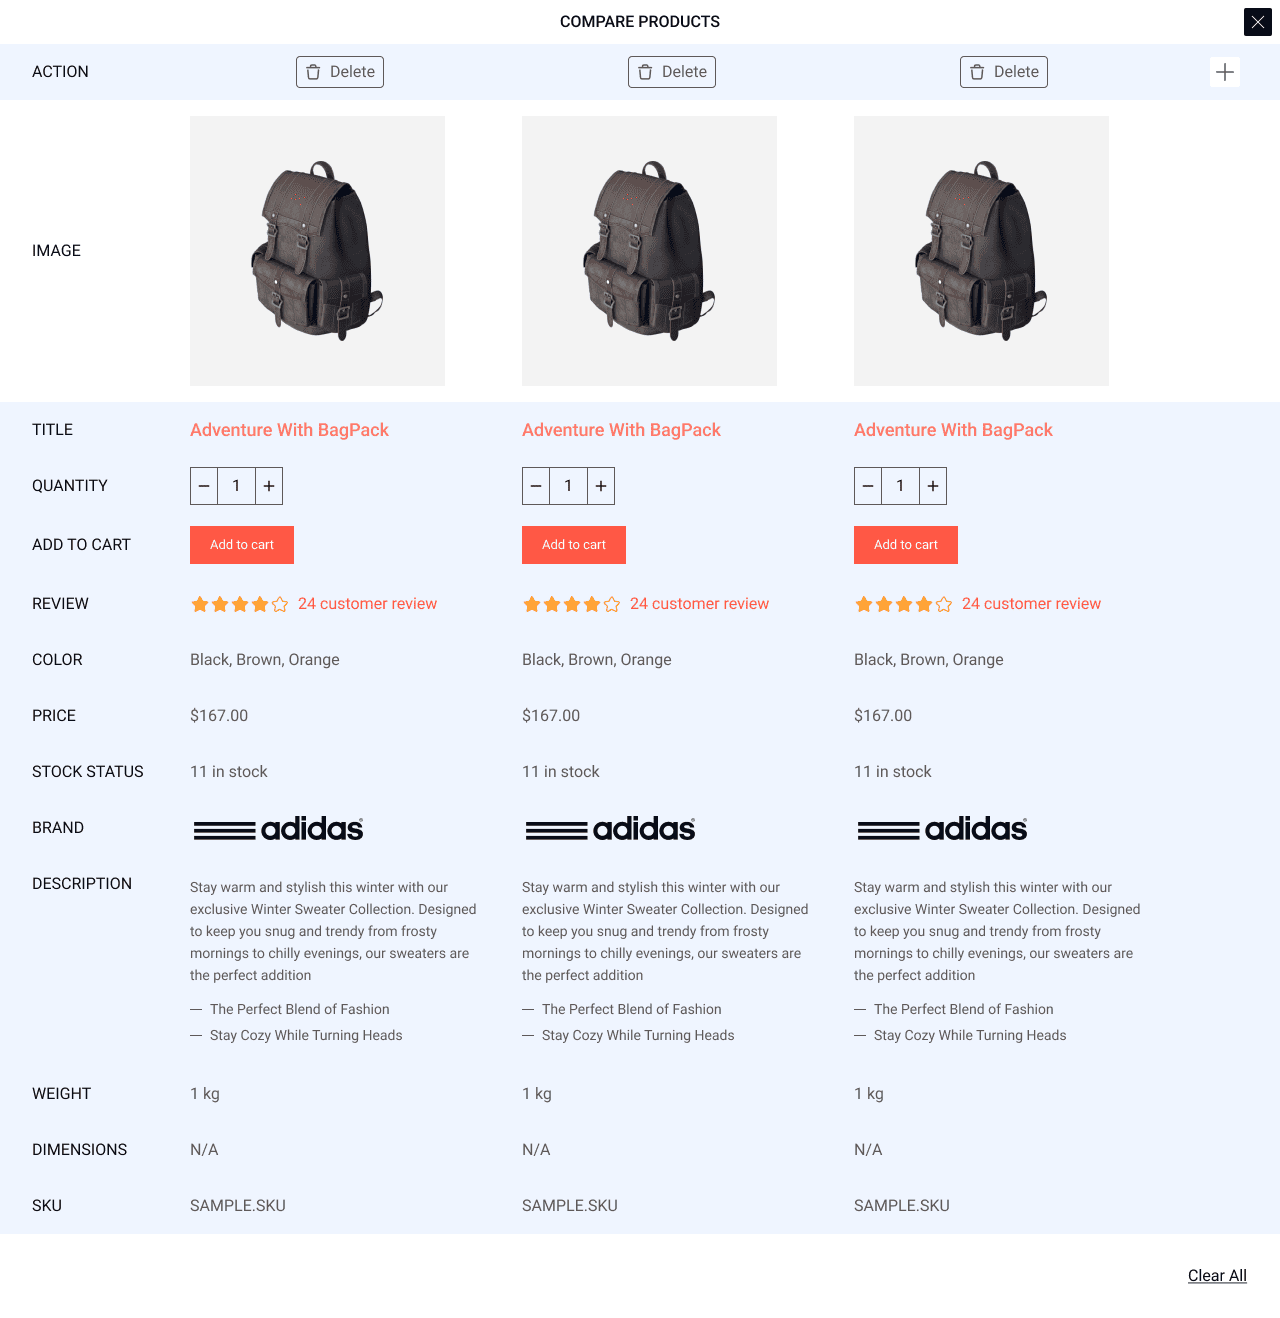 COMPARE PRODUCTS
ACTION Delete Delete Delete
IMAGE
TITLE Adventure With BagPack Adventure With BagPack Adventure With BagPack
QUANTITY − 1 + − 1 + − 1 +
ADD TO CART Add to cart Add to cart Add to cart
REVIEW 24 customer review 24 customer review 24 customer review
COLOR Black, Brown, Orange Black, Brown, Orange Black, Brown, Orange
PRICE $167.00 $167.00 $167.00
STOCK STATUS 11 in stock 11 in stock 11 in stock
BRAND adidas adidas adidas
DESCRIPTION
Stay warm and stylish this winter with our
exclusive Winter Sweater Collection. Designed
to keep you snug and trendy from frosty
mornings to chilly evenings, our sweaters are
the perfect addition
— The Perfect Blend of Fashion
— Stay Cozy While Turning Heads
Stay warm and stylish this winter with our
exclusive Winter Sweater Collection. Designed
to keep you snug and trendy from frosty
mornings to chilly evenings, our sweaters are
the perfect addition
— The Perfect Blend of Fashion
— Stay Cozy While Turning Heads
Stay warm and stylish this winter with our
exclusive Winter Sweater Collection. Designed
to keep you snug and trendy from frosty
mornings to chilly evenings, our sweaters are
the perfect addition
— The Perfect Blend of Fashion
— Stay Cozy While Turning Heads
WEIGHT 1 kg 1 kg 1 kg
DIMENSIONS N/A N/A N/A
SKU SAMPLE.SKU SAMPLE.SKU SAMPLE.SKU
Clear All